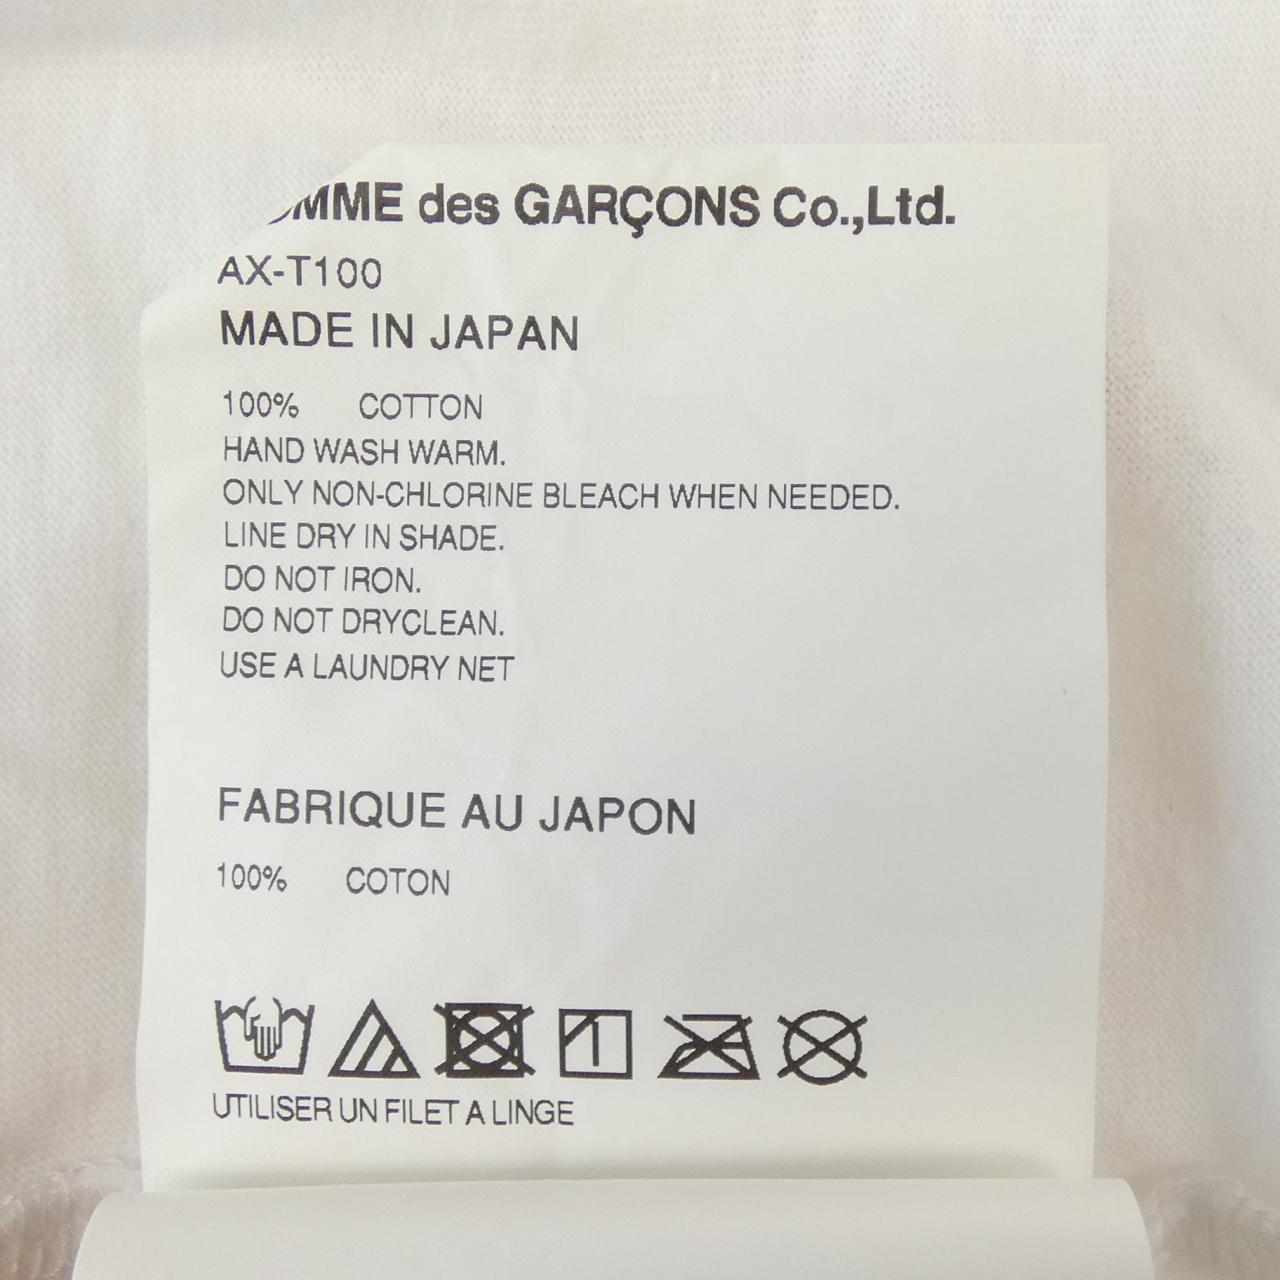 MME des GARÇONS Co.,Ltd.
AX-T100
MADE IN JAPAN
100% COTTON
HAND WASH WARM.
ONLY NON-CHLORINE BLEACH WHEN NEEDED.
LINE DRY IN SHADE.
DO NOT IRON.
DO NOT DRYCLEAN.
USE A LAUNDRY NET
FABRIQUE AU JAPON
100% COTON
UTILISER UN FILET A LINGE